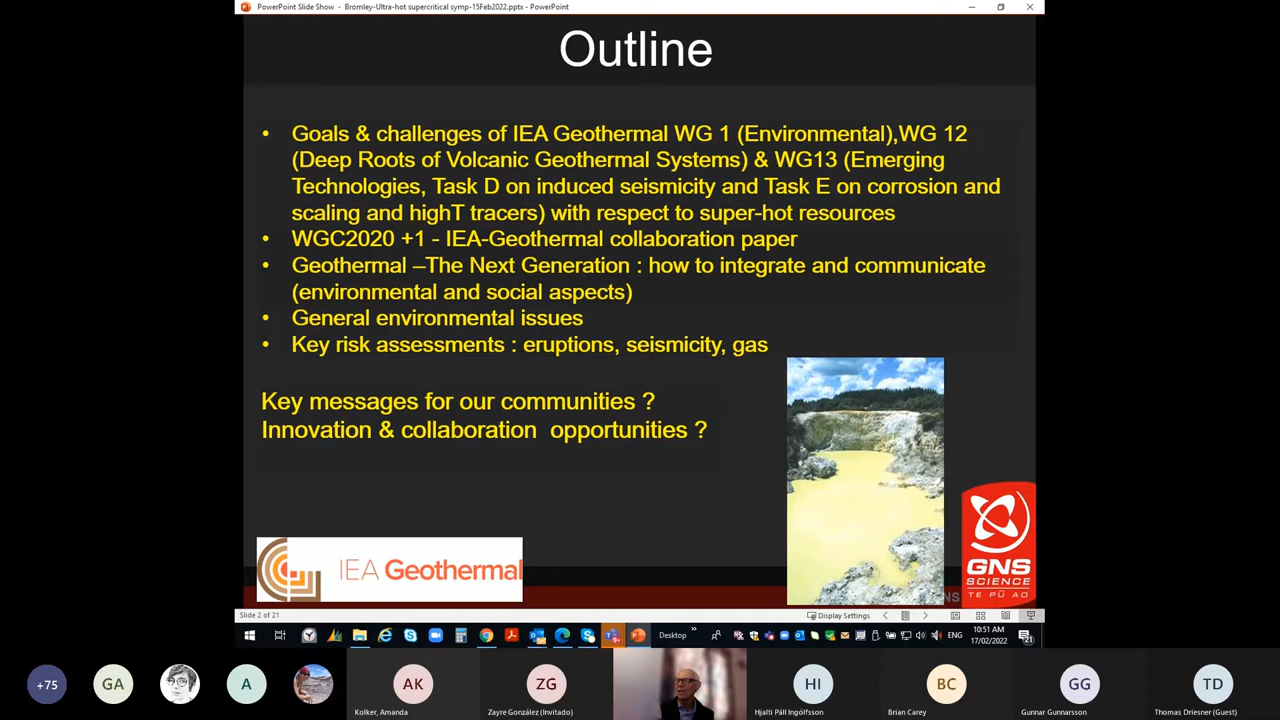 PowerPoint Slide Show - Bromley-Ultra-hot supercritical symp-15Feb2022.pptx - PowerPoint
Outline
• Goals & challenges of IEA Geothermal WG 1 (Environmental),WG 12
(Deep Roots of Volcanic Geothermal Systems) & WG13 (Emerging
Technologies, Task D on induced seismicity and Task E on corrosion and
scaling and highT tracers) with respect to super-hot resources
• WGC2020 +1 - IEA-Geothermal collaboration paper
• Geothermal –The Next Generation : how to integrate and communicate
(environmental and social aspects)
• General environmental issues
• Key risk assessments : eruptions, seismicity, gas
Key messages for our communities ?
Innovation & collaboration opportunities ?
IEA Geothermal
GNS
SCIENCE
TE PŪ AO
Slide 2 of 21
Display Settings
Desktop
ENG
10:51 AM
17/02/2022
21
+75
GA
A
AK
Kolker, Amanda
ZG
Zayre González (Invitado)
HI
Hjalti Páll Ingólfsson
BC
Brian Carey
GG
Gunnar Gunnarsson
TD
Thomas Driesner (Guest)